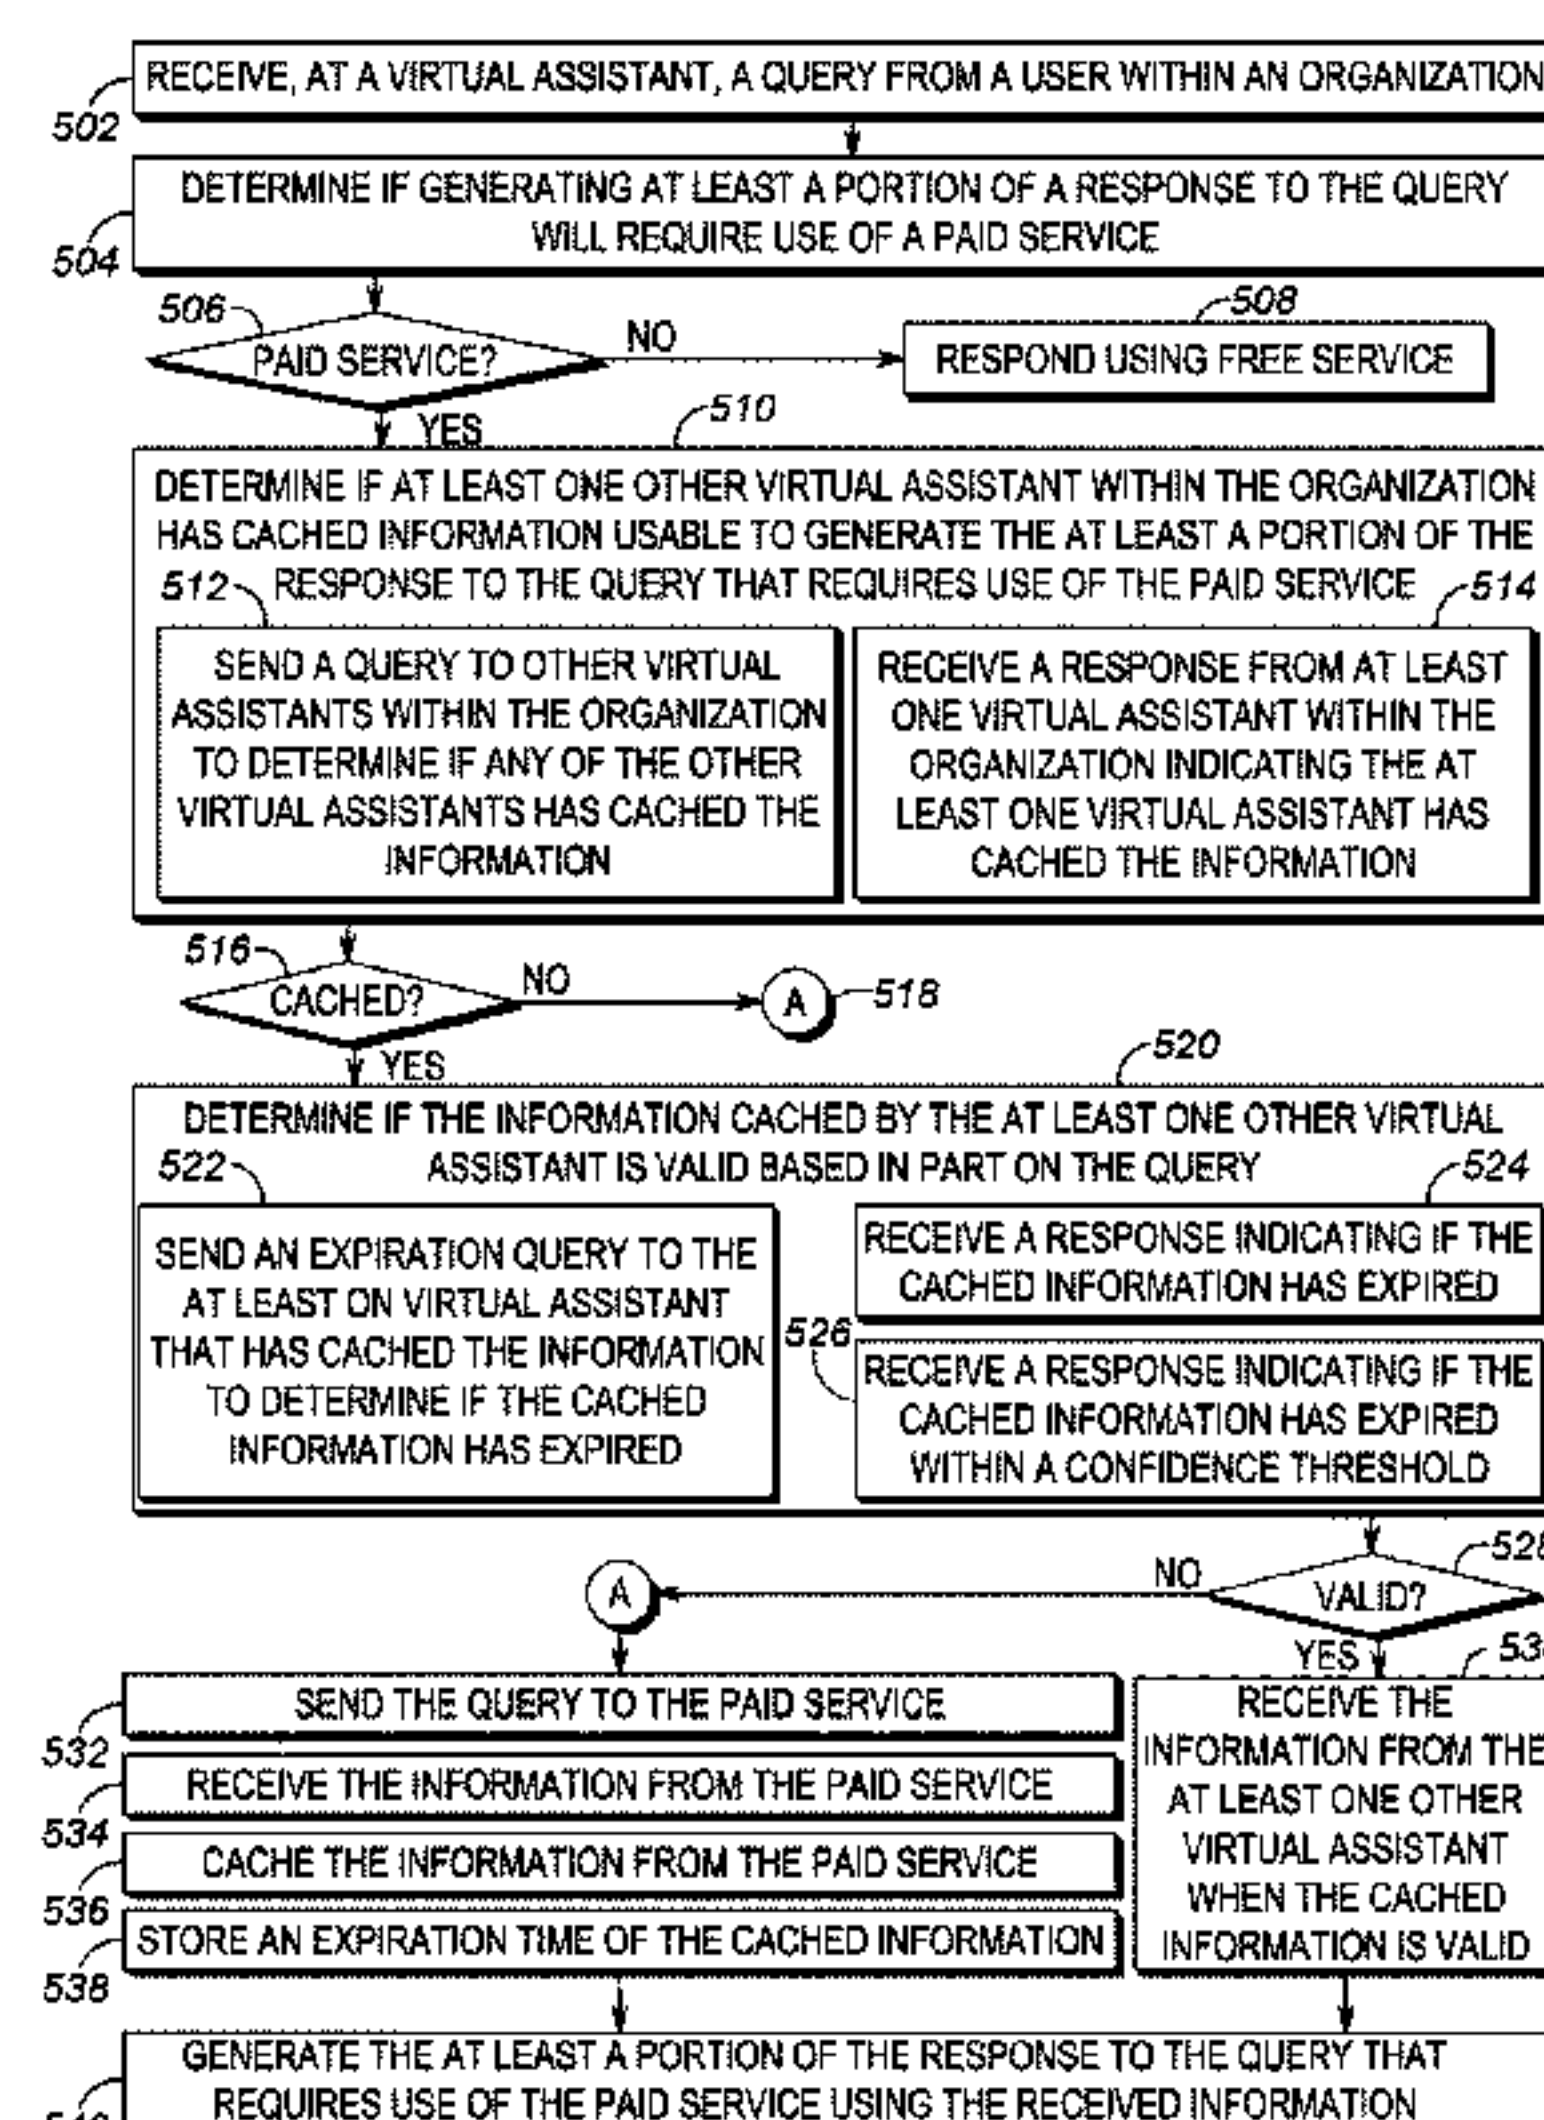 RECEIVE, AT A VIRTUAL ASSISTANT, A QUERY FROM A USER WITHIN AN ORGANIZATION
502
DETERMINE IF GENERATING AT LEAST A PORTION OF A RESPONSE TO THE QUERY
WILL REQUIRE USE OF A PAID SERVICE
504
506
PAID SERVICE?
NO
508
RESPOND USING FREE SERVICE
YES
510
DETERMINE IF AT LEAST ONE OTHER VIRTUAL ASSISTANT WITHIN THE ORGANIZATION
HAS CACHED INFORMATION USABLE TO GENERATE THE AT LEAST A PORTION OF THE
RESPONSE TO THE QUERY THAT REQUIRES USE OF THE PAID SERVICE
512
SEND A QUERY TO OTHER VIRTUAL
ASSISTANTS WITHIN THE ORGANIZATION
TO DETERMINE IF ANY OF THE OTHER
VIRTUAL ASSISTANTS HAS CACHED THE
INFORMATION
514
RECEIVE A RESPONSE FROM AT LEAST
ONE VIRTUAL ASSISTANT WITHIN THE
ORGANIZATION INDICATING THE AT
LEAST ONE VIRTUAL ASSISTANT HAS
CACHED THE INFORMATION
516
CACHED?
NO
A
518
YES
520
DETERMINE IF THE INFORMATION CACHED BY THE AT LEAST ONE OTHER VIRTUAL
ASSISTANT IS VALID BASED IN PART ON THE QUERY
522
SEND AN EXPIRATION QUERY TO THE
AT LEAST ON VIRTUAL ASSISTANT
THAT HAS CACHED THE INFORMATION
TO DETERMINE IF THE CACHED
INFORMATION HAS EXPIRED
524
RECEIVE A RESPONSE INDICATING IF THE
CACHED INFORMATION HAS EXPIRED
526
RECEIVE A RESPONSE INDICATING IF THE
CACHED INFORMATION HAS EXPIRED
WITHIN A CONFIDENCE THRESHOLD
528
VALID?
NO
A
YES
SEND THE QUERY TO THE PAID SERVICE
532
RECEIVE THE INFORMATION FROM THE PAID SERVICE
534
CACHE THE INFORMATION FROM THE PAID SERVICE
536
STORE AN EXPIRATION TIME OF THE CACHED INFORMATION
538
RECEIVE THE
INFORMATION FROM THE
AT LEAST ONE OTHER
VIRTUAL ASSISTANT
WHEN THE CACHED
INFORMATION IS VALID
GENERATE THE AT LEAST A PORTION OF THE RESPONSE TO THE QUERY THAT
REQUIRES USE OF THE PAID SERVICE USING THE RECEIVED INFORMATION